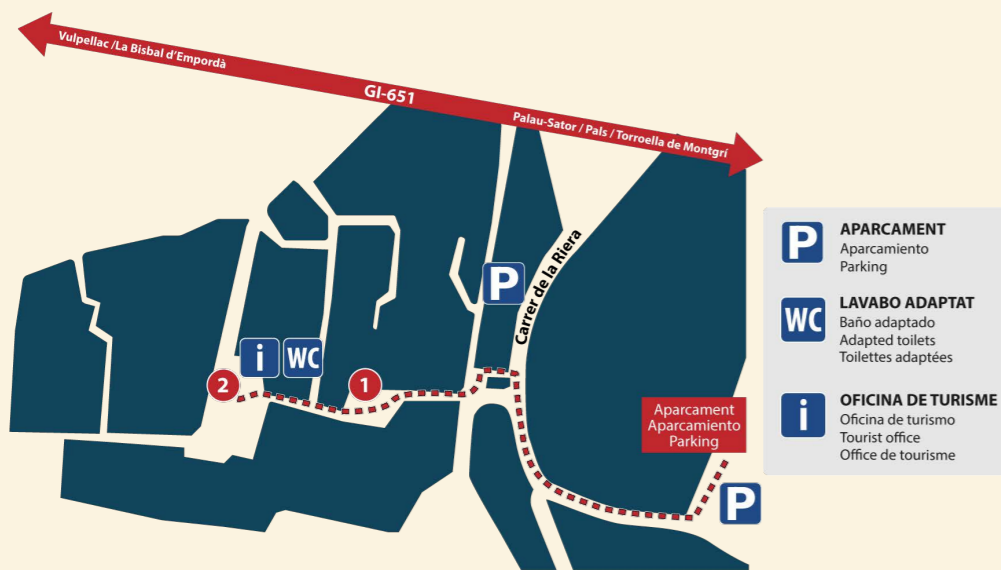 Vulpellac /La Bisbal d'Empordà
GI-651
Palau-Sator / Pals / Torroella de Montgrí
Carrer de la Riera
P
i
WC
2
1
Aparcament
Aparcamiento
Parking
P
P
APARCAMENT
Aparcamiento
Parking
WC
LAVABO ADAPTAT
Baño adaptado
Adapted toilets
Toilettes adaptées
i
OFICINA DE TURISME
Oficina de turismo
Tourist office
Office de tourisme